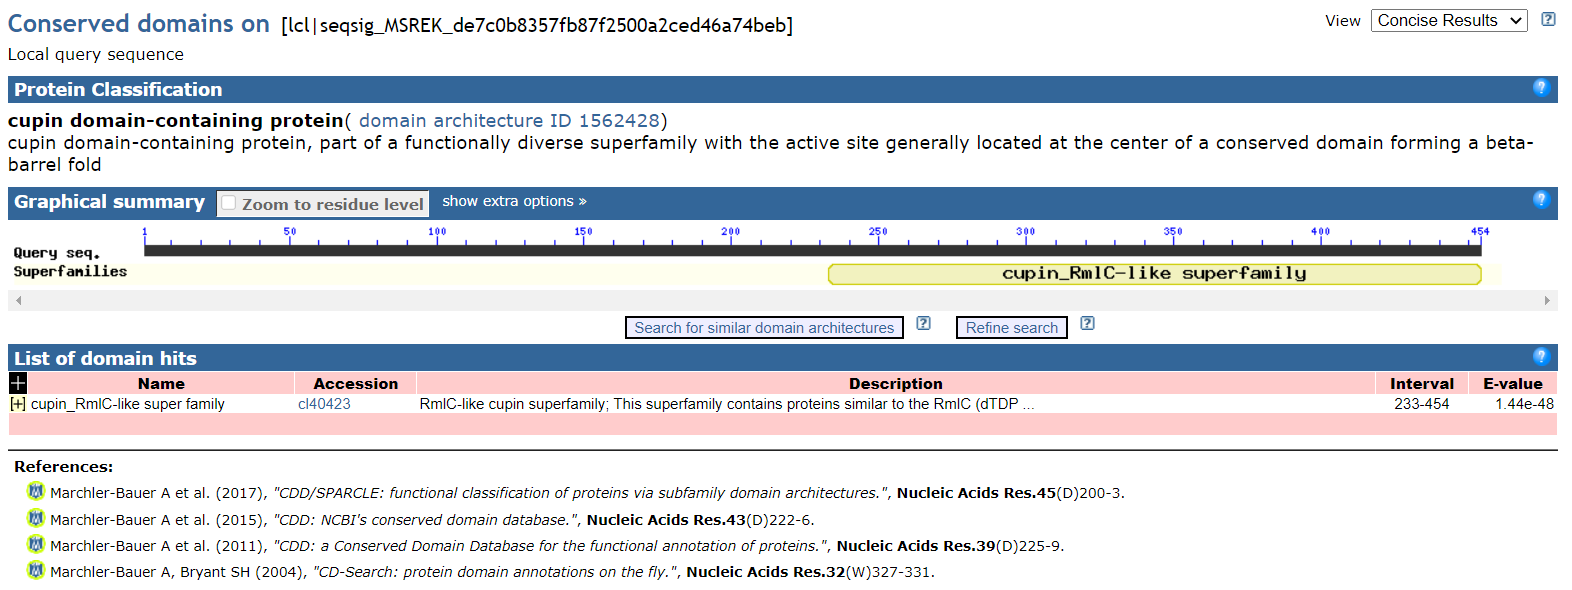 Conserved domains on [lcl|seqsig_MSREK_de7c0b8357fb87f2500a2ced46a74beb]
View Concise Results ?
Local query sequence
Protein Classification ?
cupin domain-containing protein( domain architecture ID 1562428)
cupin domain-containing protein, part of a functionally diverse superfamily with the active site generally located at the center of a conserved domain forming a beta-
barrel fold
Graphical summary Zoom to residue level show extra options » ?
1 50 100 150 200 250 300 350 400 454
Query seq.
Superfamilies cupin_RmlC-like superfamily
Search for similar domain architectures ? Refine search ?
List of domain hits ?
+ Name Accession Description Interval E-value
[+] cupin_RmlC-like super family cl40423 RmlC-like cupin superfamily; This superfamily contains proteins similar to the RmlC (dTDP ... 233-454 1.44e-48
References:
Marchler-Bauer A et al. (2017), "CDD/SPARCLE: functional classification of proteins via subfamily domain architectures.", Nucleic Acids Res.45(D)200-3.
Marchler-Bauer A et al. (2015), "CDD: NCBI's conserved domain database.", Nucleic Acids Res.43(D)222-6.
Marchler-Bauer A et al. (2011), "CDD: a Conserved Domain Database for the functional annotation of proteins.", Nucleic Acids Res.39(D)225-9.
Marchler-Bauer A, Bryant SH (2004), "CD-Search: protein domain annotations on the fly.", Nucleic Acids Res.32(W)327-331.